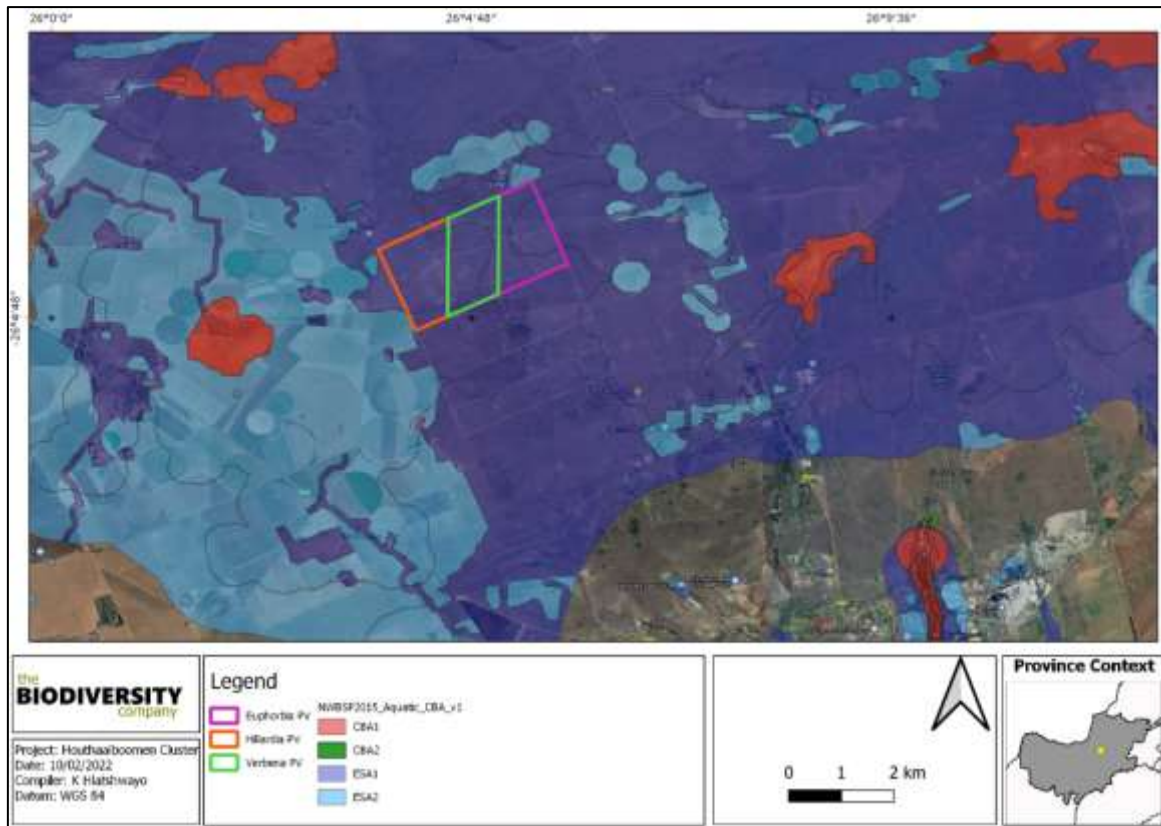 26°0'0"
26°4'48"
26°9'36"
-26°4'48"
the
BIODIVERSITY
company
Project: Houthaalboomen Cluster
Date: 10/02/2022
Compiler: K Hlatshwayo
Datum: WGS 84
Legend
Euphorbia PV
Hillardia PV
Verbena PV
NWBSP2015_Aquatic_CBA_v1
CBA1
CBA2
ESA1
ESA2
0 1 2 km
Province Context